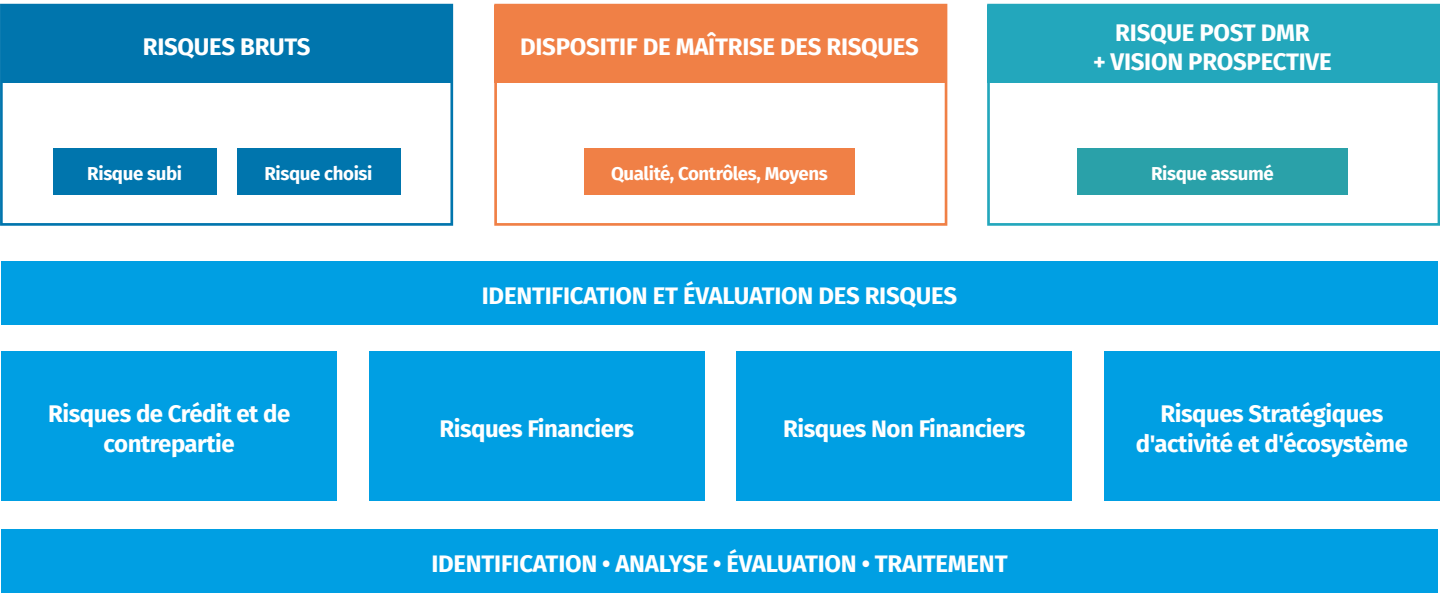 RISQUES BRUTS
Risque subi
Risque choisi
DISPOSITIF DE MAÎTRISE DES RISQUES
Qualité, Contrôles, Moyens
RISQUE POST DMR
+ VISION PROSPECTIVE
Risque assumé
IDENTIFICATION ET ÉVALUATION DES RISQUES
Risques de Crédit et de
contrepartie
Risques Financiers
Risques Non Financiers
Risques Stratégiques
d'activité et d'écosystème
IDENTIFICATION • ANALYSE • ÉVALUATION • TRAITEMENT